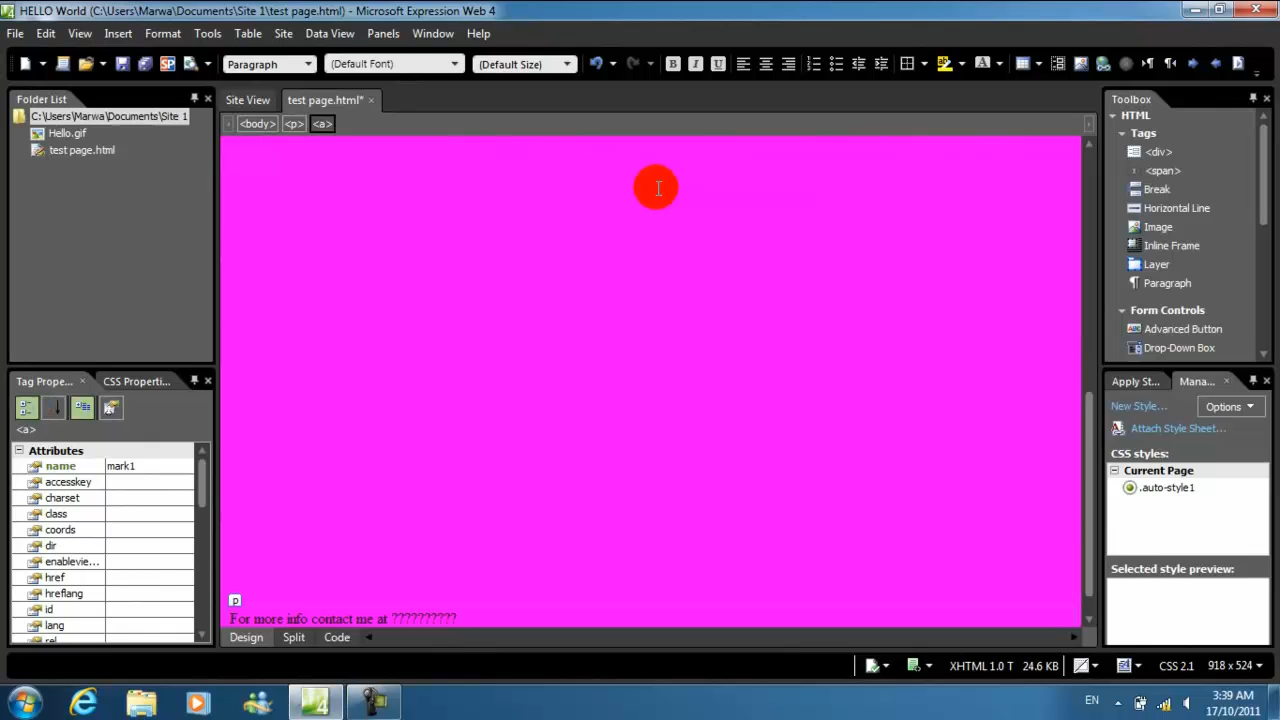 HELLO World (C:\Users\Marwa\Documents\Site 1\test page.html) - Microsoft Expression Web 4
File Edit View Insert Format Tools Table Site Data View Panels Window Help
Paragraph (Default Font) (Default Size) B I U
Folder List
C:\Users\Marwa\Documents\Site 1
Hello.gif
test page.html
Site View test page.html*
<body> <p> <a>
Toolbox
HTML
Tags
<div>
<span>
Break
Horizontal Line
Image
Inline Frame
Layer
Paragraph
Form Controls
Advanced Button
Drop-Down Box
Tag Prope... CSS Properti...
<a>
Attributes
name mark1
accesskey
charset
class
coords
dir
enablevie...
href
hreflang
id
lang
rel
p
For more info contact me at ??????????
Design Split Code
Apply St... Mana...
New Style... Options
Attach Style Sheet...
CSS styles:
Current Page
.auto-style1
Selected style preview:
XHTML 1.0 T 24.6 KB CSS 2.1 918 x 524
EN 3:39 AM
17/10/2011